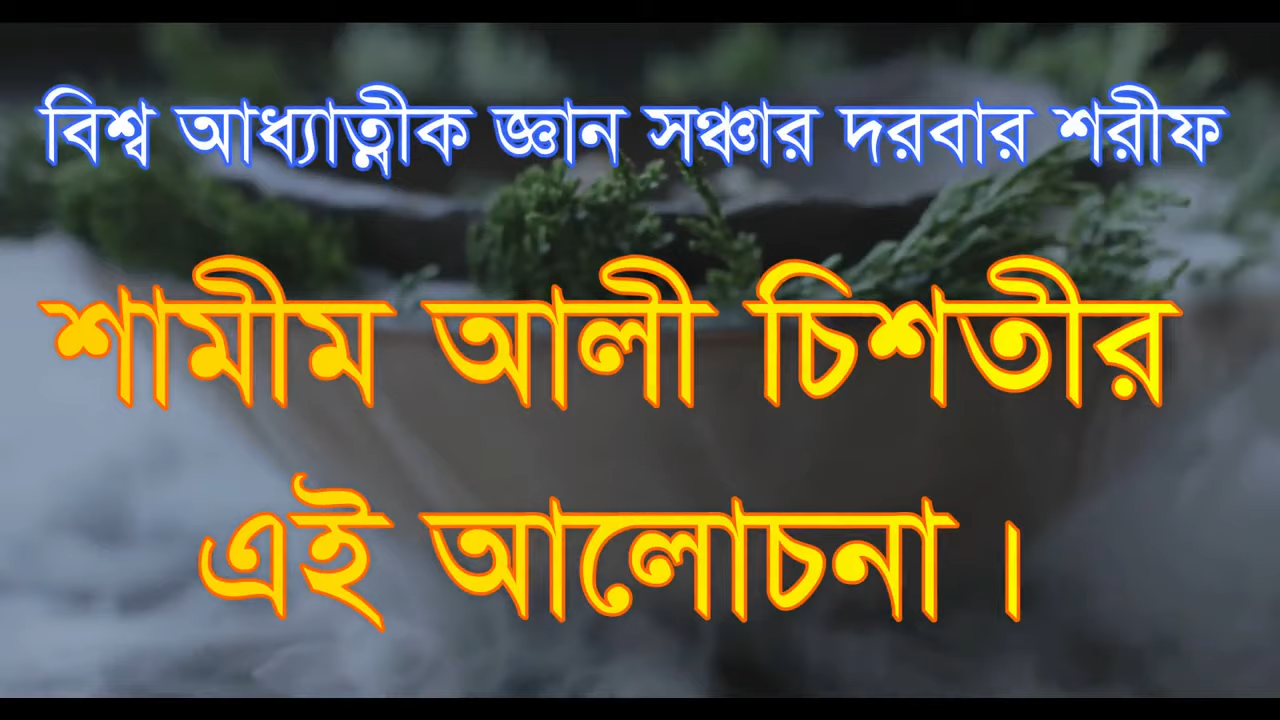 বিশ্ব আধ্যাত্নীক জ্ঞান সঞ্চার দরবার শরীফ
শামীম আলী চিশতীর
এই আলোচনা।